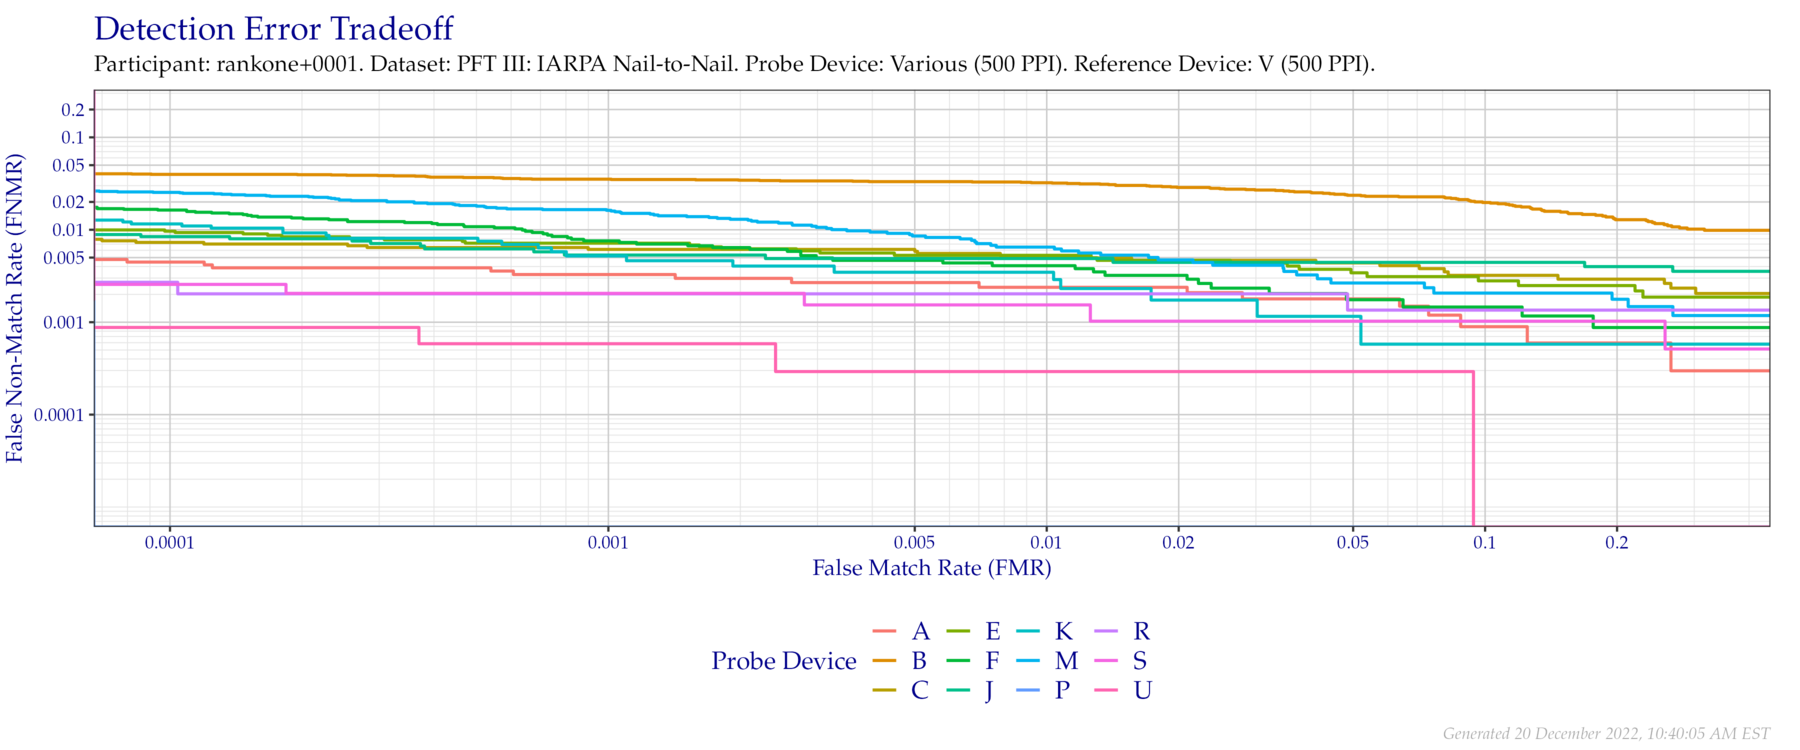 Detection Error Tradeoff
Participant: rankone+0001. Dataset: PFT III: IARPA Nail-to-Nail. Probe Device: Various (500 PPI). Reference Device: V (500 PPI).
False Non-Match Rate (FNMR)
0.2
0.1
0.05
0.02
0.01
0.005
0.001
0.0001
0.0001 0.001 0.005 0.01 0.02 0.05 0.1 0.2
False Match Rate (FMR)
Probe Device
A E K R
B F M S
C J P U
Generated 20 December 2022, 10:40:05 AM EST